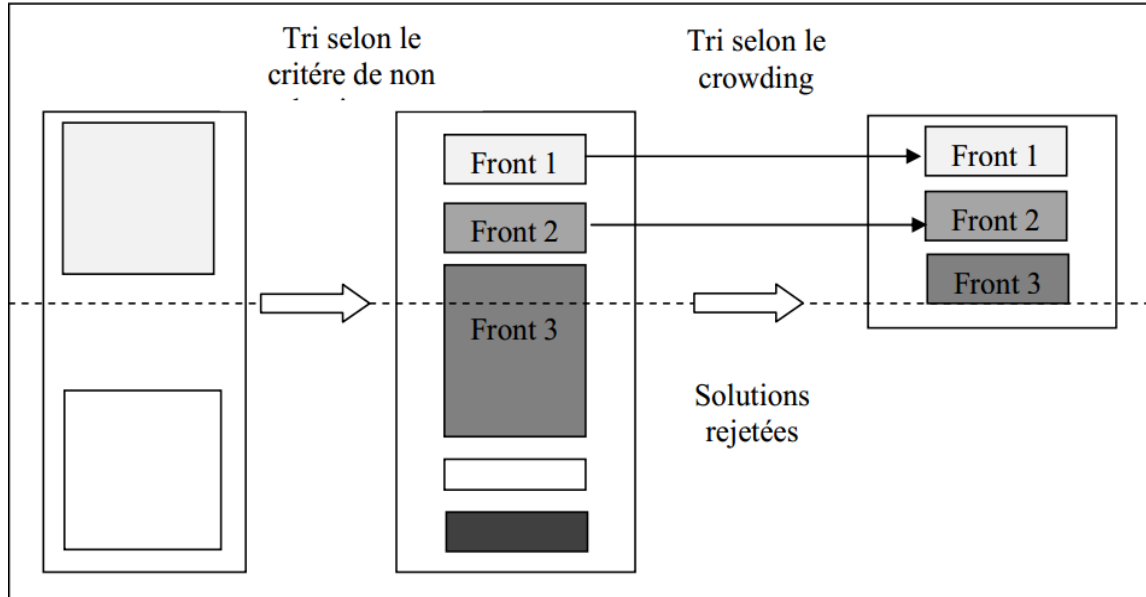 Tri selon le
critére de non
Tri selon le
crowding
Front 1
Front 2
Front 3
Front 1
Front 2
Front 3
Solutions
rejetées